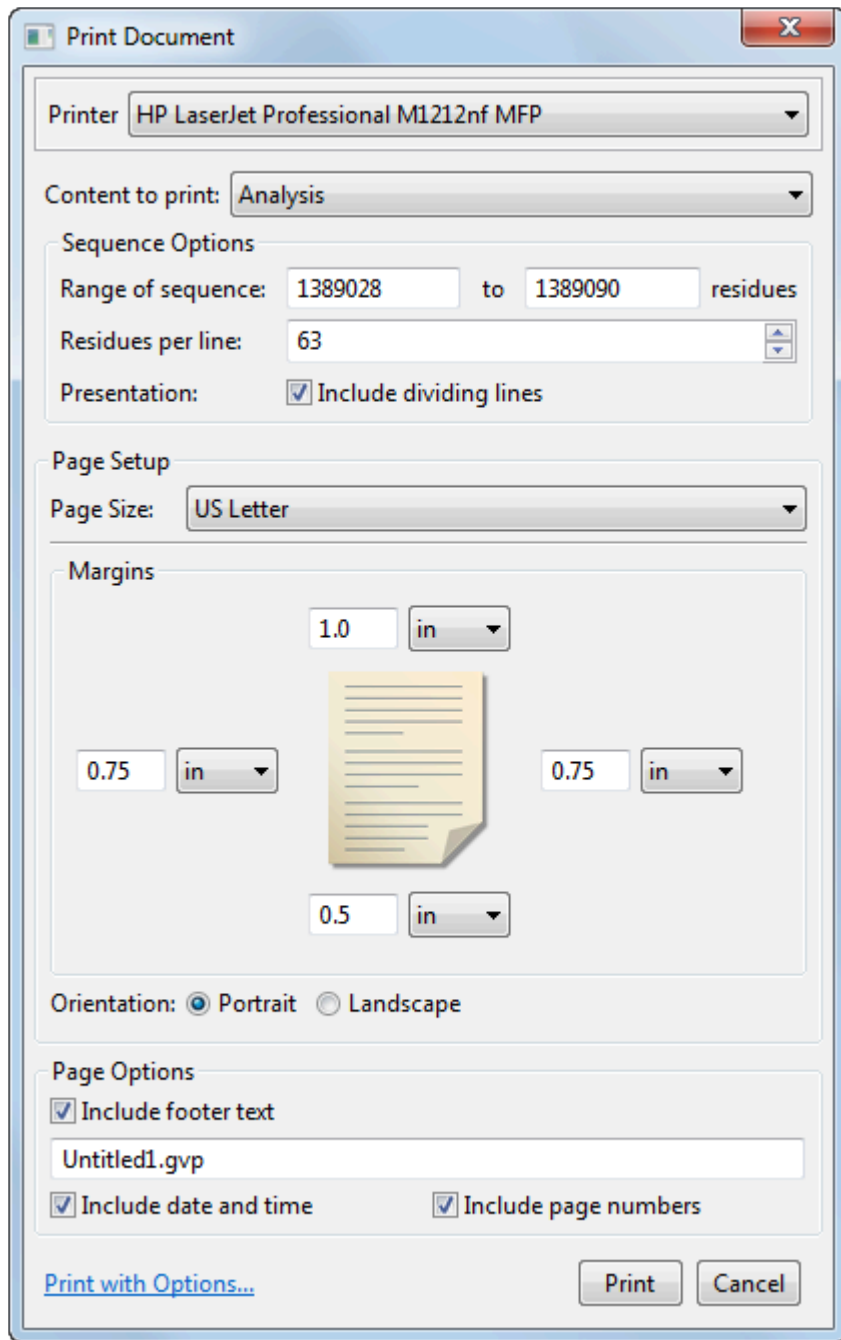 Print Document
Printer HP LaserJet Professional M1212nf MFP
Content to print: Analysis
Sequence Options
Range of sequence: 1389028 to 1389090 residues
Residues per line: 63
Presentation: Include dividing lines
Page Setup
Page Size: US Letter
Margins
1.0 in
0.75 in 0.75 in
0.5 in
Orientation: Portrait Landscape
Page Options
Include footer text
Untitled1.gvp
Include date and time Include page numbers
Print with Options... Print Cancel